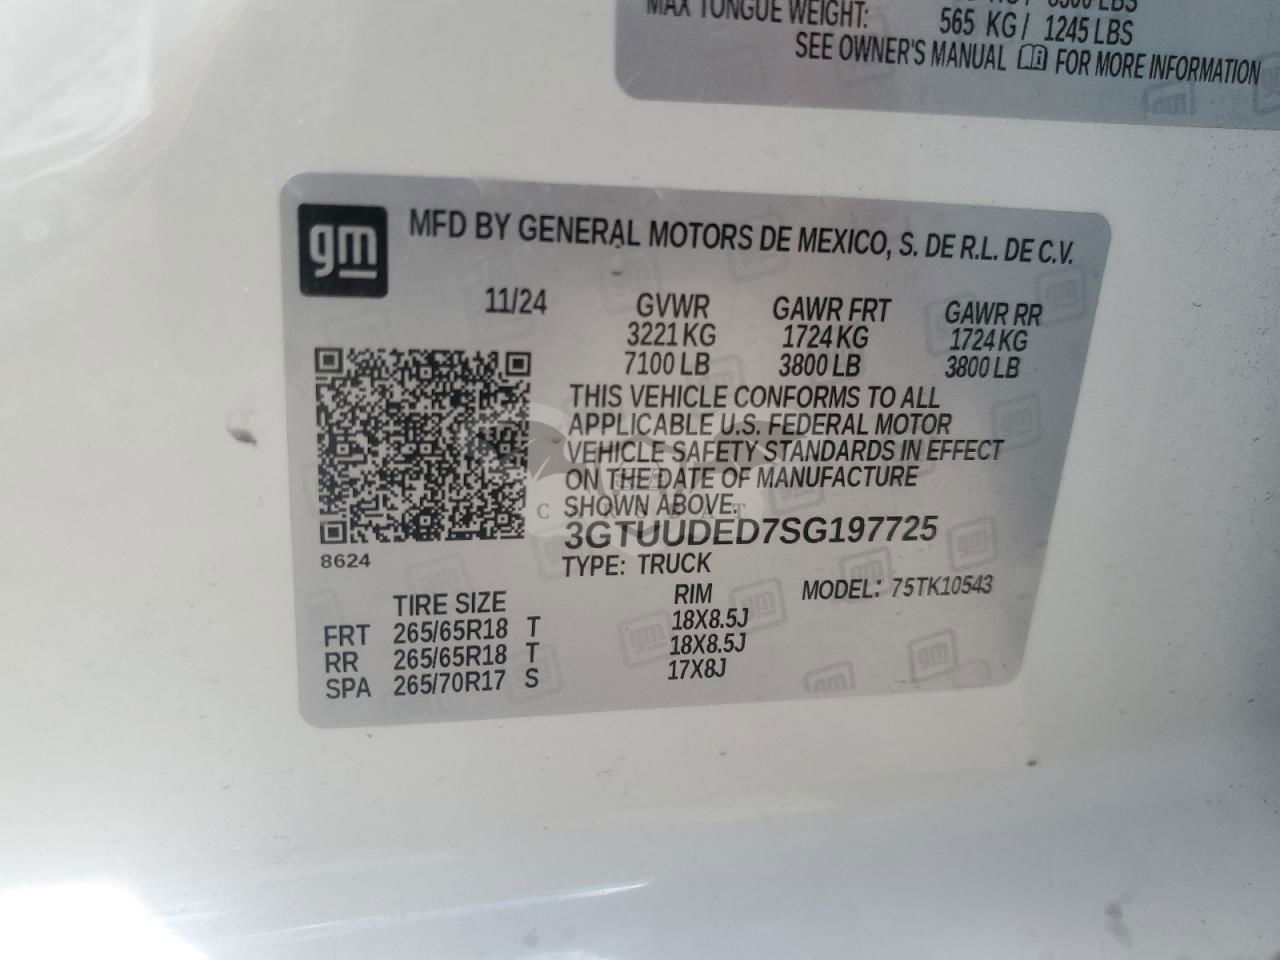 MAX TONGUE WEIGHT: 565 KG / 1245 LBS
SEE OWNER'S MANUAL FOR MORE INFORMATION
gm
MFD BY GENERAL MOTORS DE MEXICO, S. DE R.L. DE C.V.
11/24 GVWR GAWR FRT GAWR RR
3221 KG 1724 KG 1724 KG
7100 LB 3800 LB 3800 LB
THIS VEHICLE CONFORMS TO ALL
APPLICABLE U.S. FEDERAL MOTOR
VEHICLE SAFETY STANDARDS IN EFFECT
ON THE DATE OF MANUFACTURE
SHOWN ABOVE.
3GTUUDED7SG197725
8624
TYPE: TRUCK
MODEL: 75TK10543
TIRE SIZE RIM
FRT 265/65R18 T 18X8.5J
RR 265/65R18 T 18X8.5J
SPA 265/70R17 S 17X8J